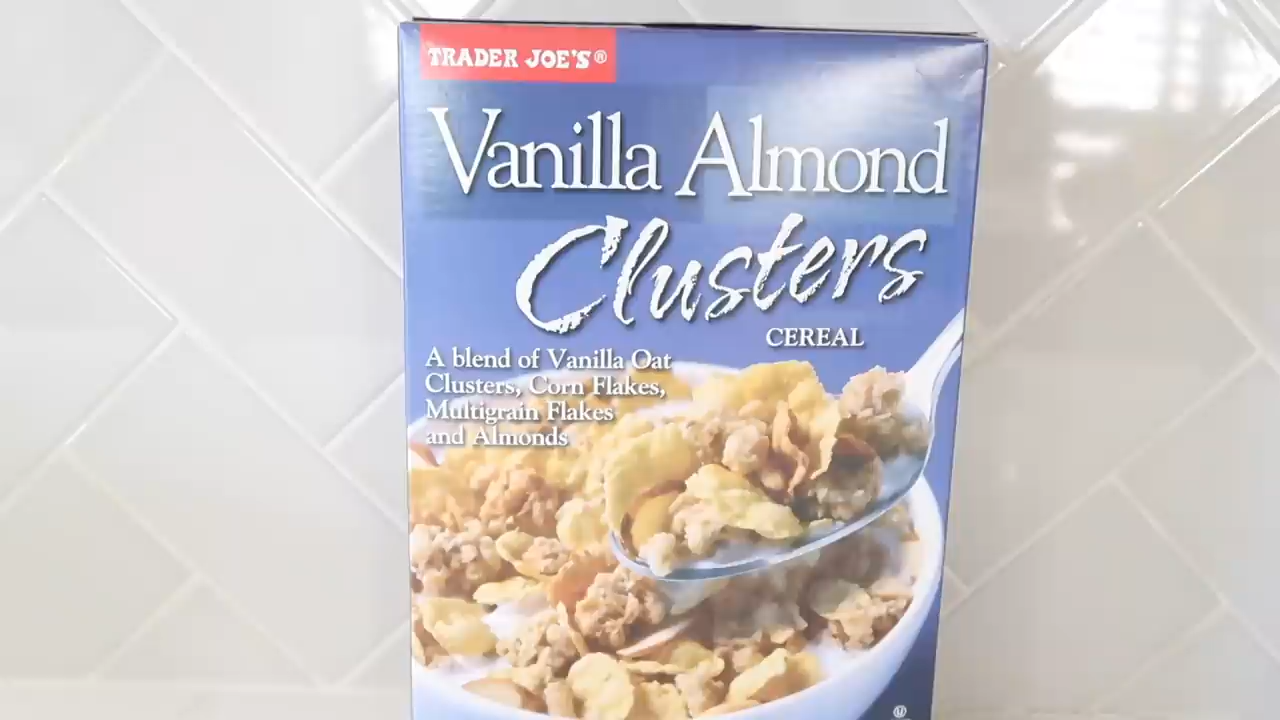 TRADER JOE'S®
Vanilla Almond
Clusters
CEREAL
A blend of Vanilla Oat
Clusters, Corn Flakes,
Multigrain Flakes
and Almonds
U